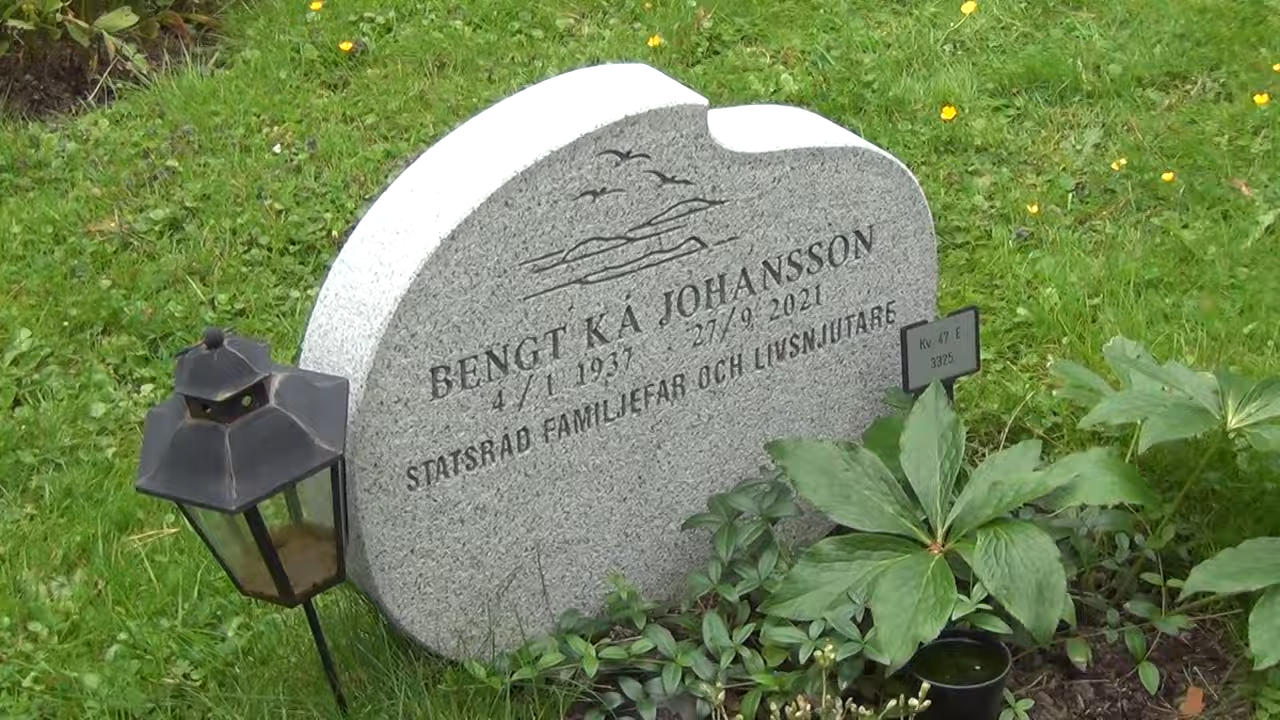 BENGT KÅ JOHANSSON
4/1 1937 - 27/9 2021
STATSRÅD FAMILJEFAR OCH LIVSNJUTARE
Kv 47 E
3325